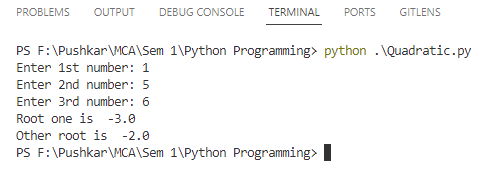 PROBLEMS OUTPUT DEBUG CONSOLE TERMINAL PORTS GITLENS
PS F:\Pushkar\MCA\Sem 1\Python Programming> python .\Quadratic.py
Enter 1st number: 1
Enter 2nd number: 5
Enter 3rd number: 6
Root one is  -3.0
Other root is  -2.0
PS F:\Pushkar\MCA\Sem 1\Python Programming>